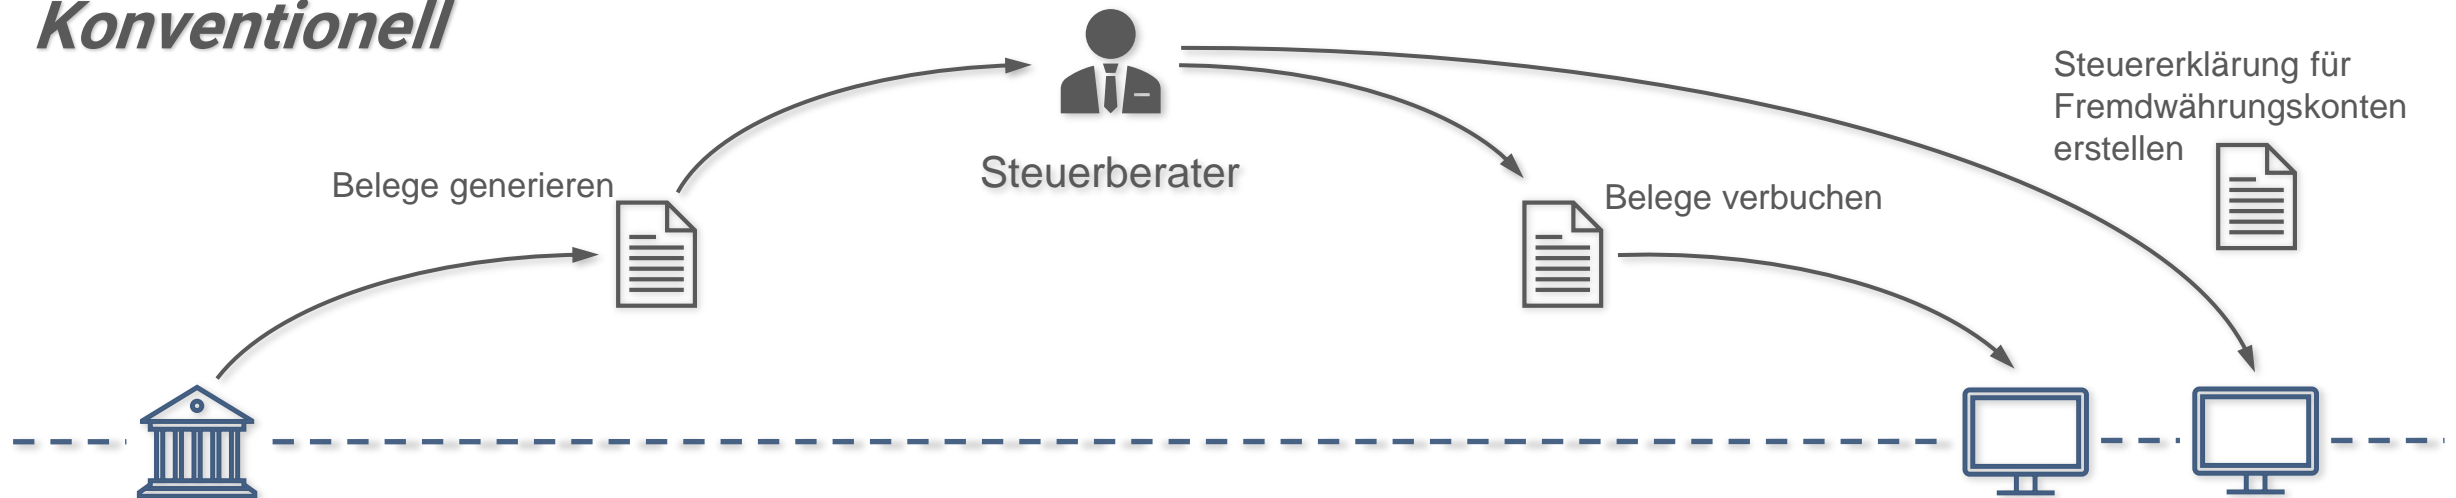 Konventionell
Steuererklärung für
Fremdwährungskonten
erstellen
Belege generieren
Steuerberater
Belege verbuchen